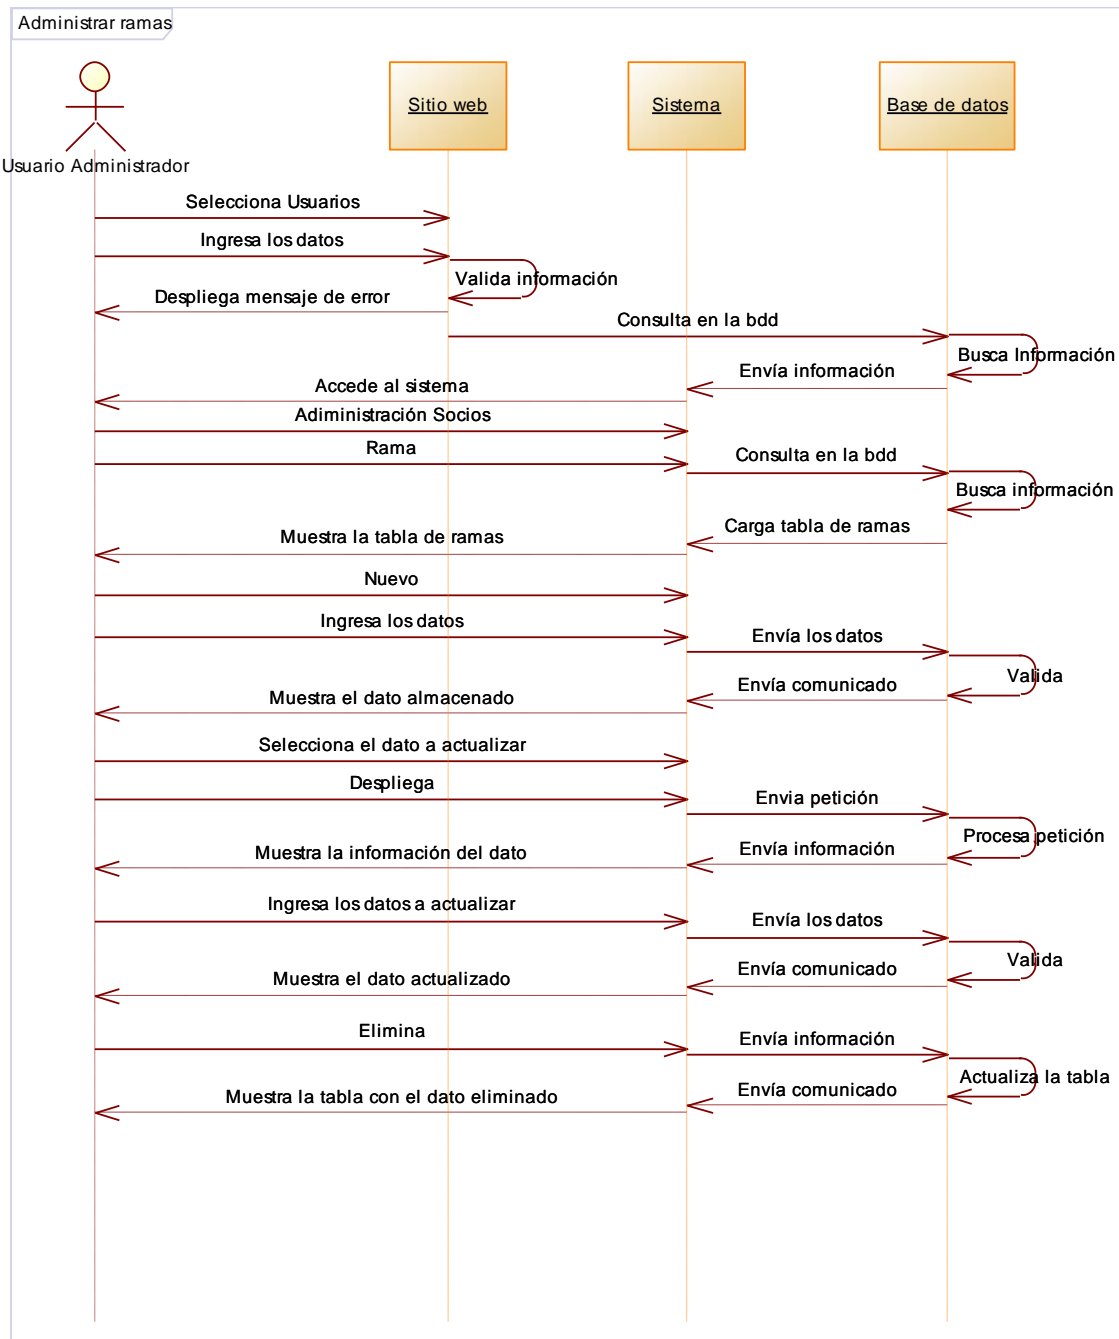 Administrar ramas
Sitio web
Sistema
Base de datos
Usuario Administrador
Selecciona Usuarios
Ingresa los datos
Valida información
Despliega mensaje de error
Consulta en la bdd
Busca Información
Envía información
Accede al sistema
Adiministración Socios
Rama
Consulta en la bdd
Busca información
Carga tabla de ramas
Muestra la tabla de ramas
Nuevo
Ingresa los datos
Envía los datos
Valida
Envía comunicado
Muestra el dato almacenado
Selecciona el dato a actualizar
Despliega
Envia petición
Procesa petición
Envía información
Muestra la información del dato
Ingresa los datos a actualizar
Envía los datos
Valida
Envía comunicado
Muestra el dato actualizado
Elimina
Envía información
Actualiza la tabla
Envía comunicado
Muestra la tabla con el dato eliminado